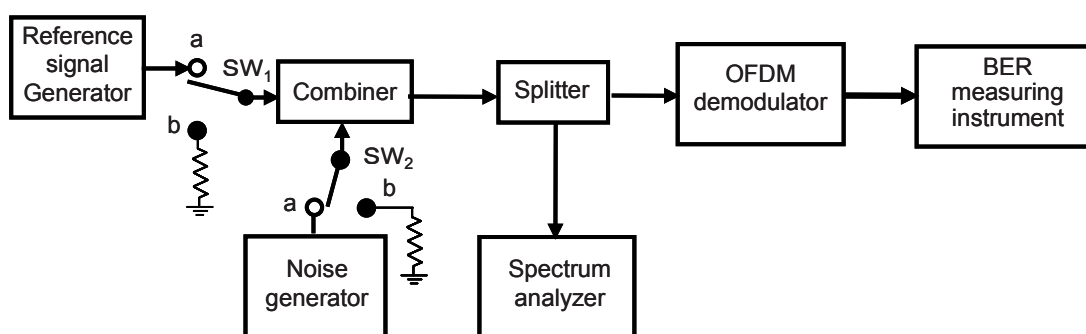 Reference
signal
Generator
a
SW1
b
Combiner
Splitter
OFDM
demodulator
BER
measuring
instrument
SW2
a
b
Noise
generator
Spectrum
analyzer